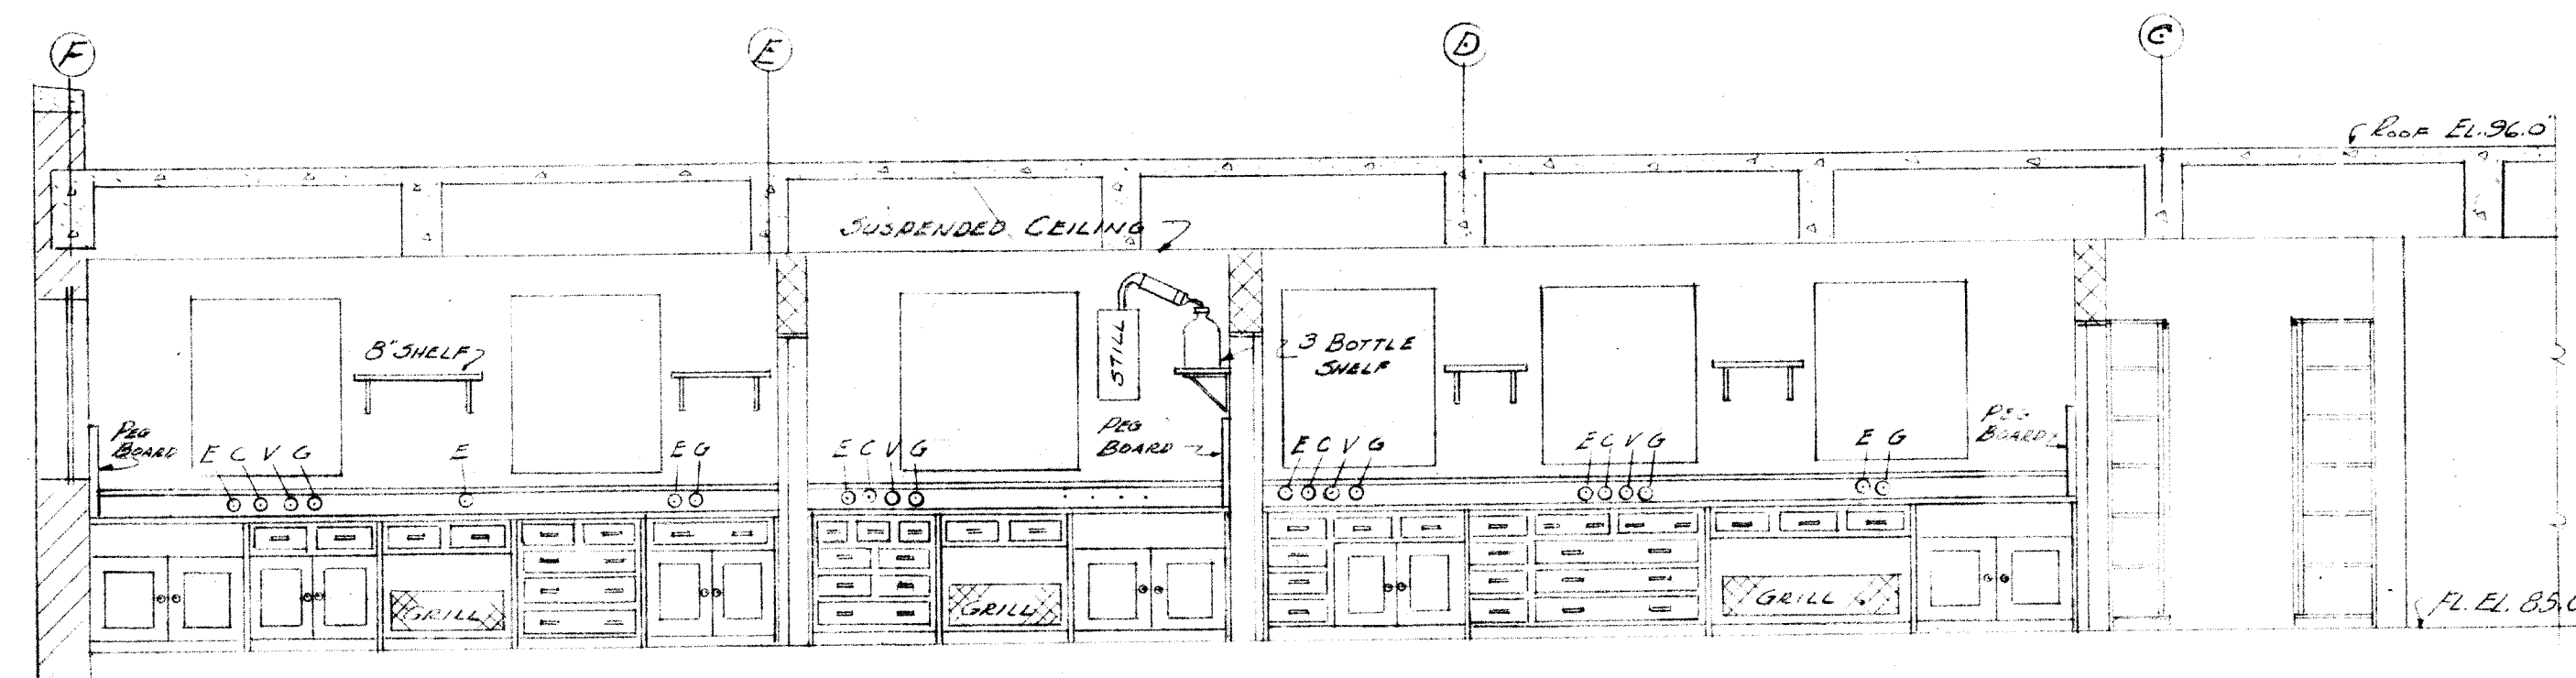 F
E
D
C
ROOF EL. 96.0'
SUSPENDED CEILING
8" SHELF
STILL
3 BOTTLE
SHELF
PEG
BOARD
E C V G
E
E G
E C V G
PEG
BOARD
E C V G
E C V G
E G
PEG
BOARD
GRILL
GRILL
GRILL
FL. EL. 85.0